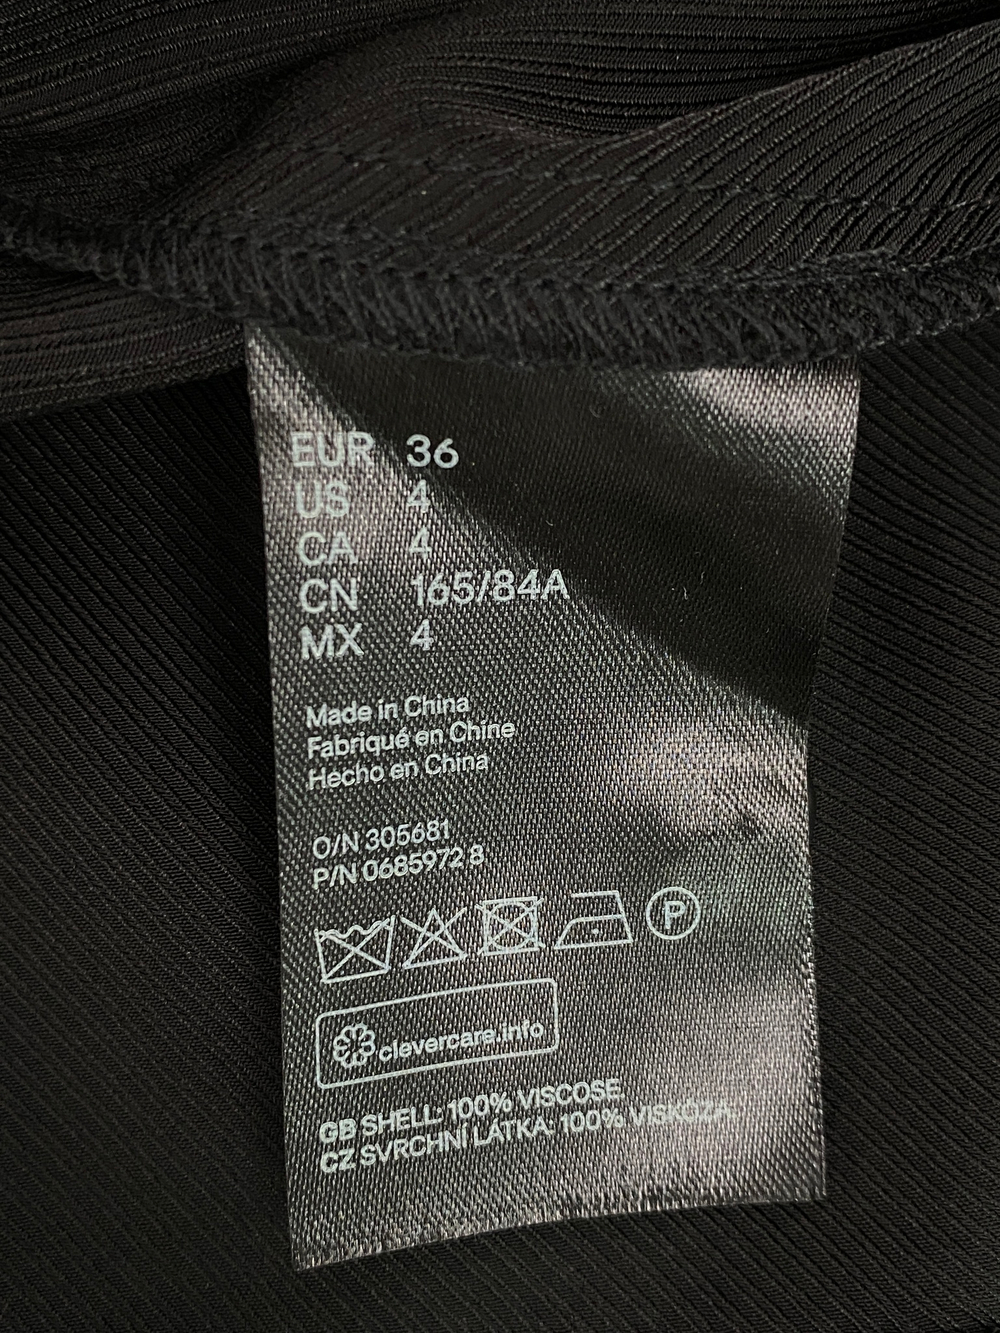 EUR 36
US 4
CA 4
CN 165/84A
MX 4
Made in China
Fabriqué en Chine
Hecho en China
O/N 305681
P/N 0685972 8
P
clevercare.info
GB SHELL: 100% VISCOSE
CZ SVRCHNÍ LÁTKA: 100% VISKÓZA